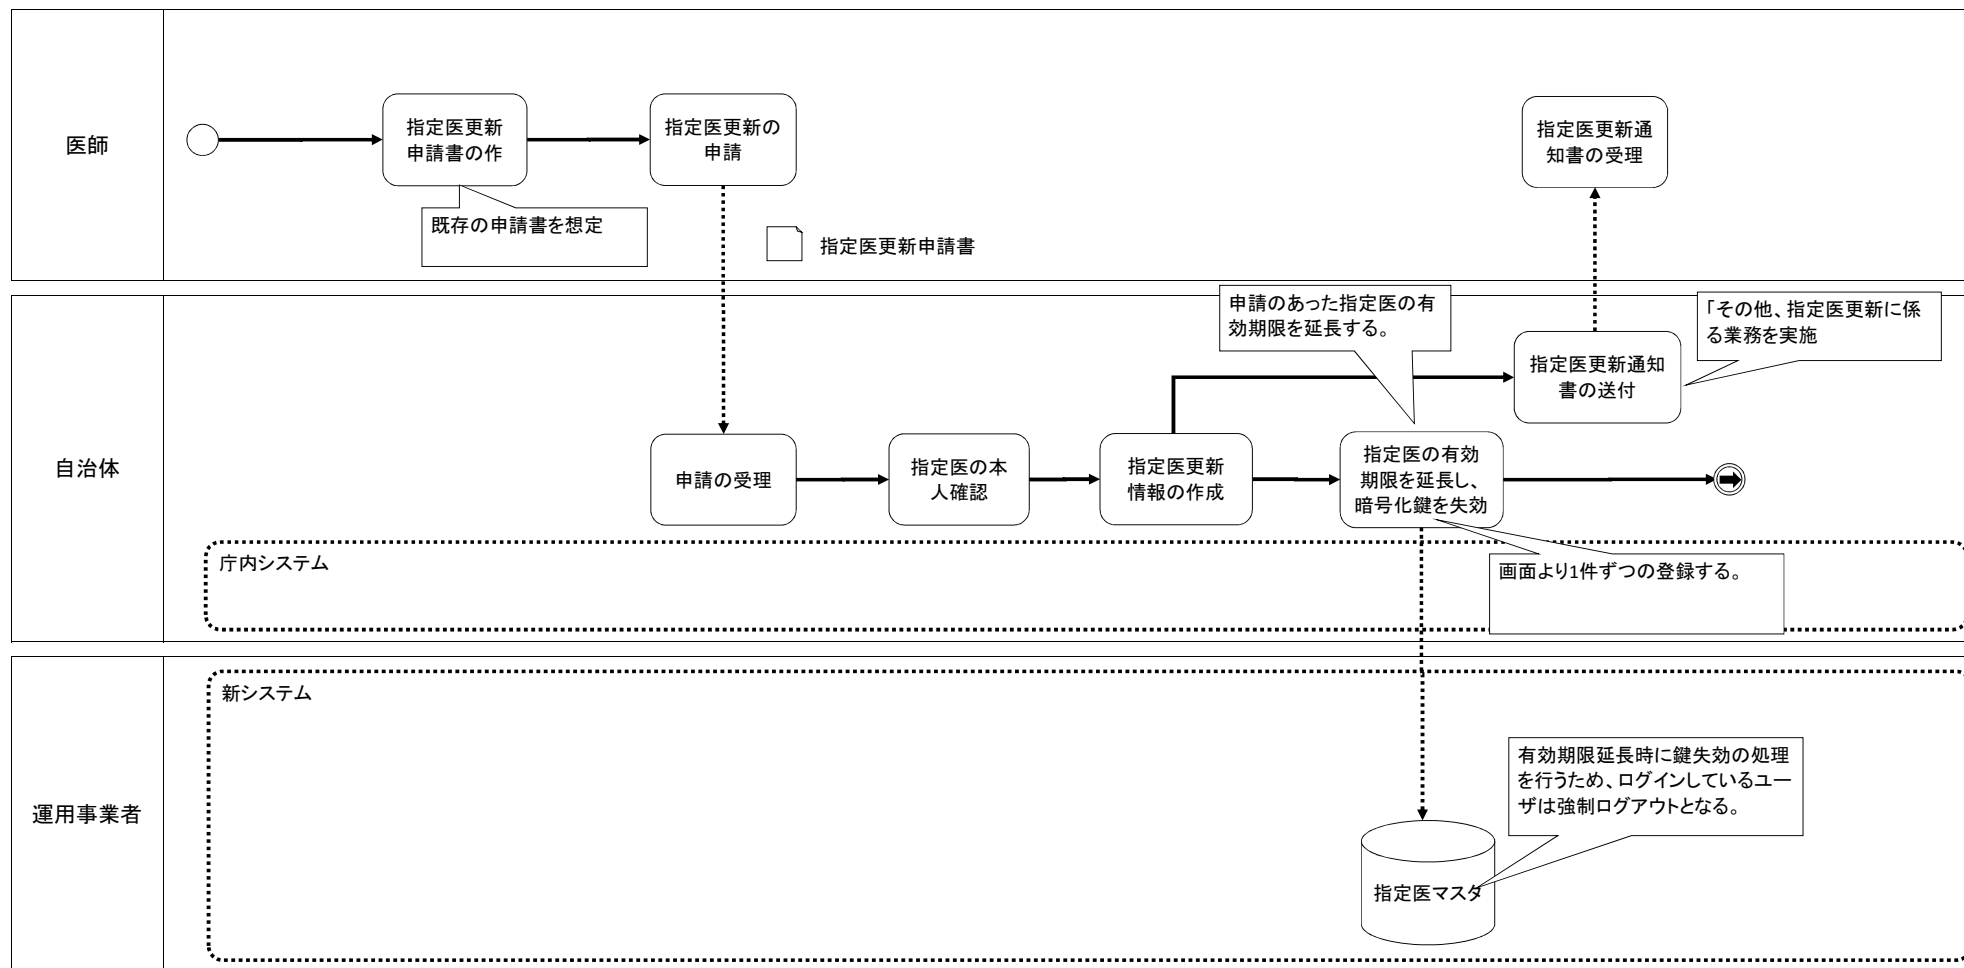 医師
指定医更新
申請書の作
指定医更新の
申請
指定医更新通
知書の受理
既存の申請書を想定
指定医更新申請書
自治体
申請のあった指定医の有
効期限を延長する。
「その他、指定医更新に係
る業務を実施
指定医更新通知
書の送付
申請の受理
指定医の本
人確認
指定医更新
情報の作成
指定医の有効
期限を延長し、
暗号化鍵を失効
庁内システム
画面より1件ずつの登録する。
運用事業者
新システム
有効期限延長時に鍵失効の処理
を行うため、ログインしているユー
ザは強制ログアウトとなる。
指定医マスタ